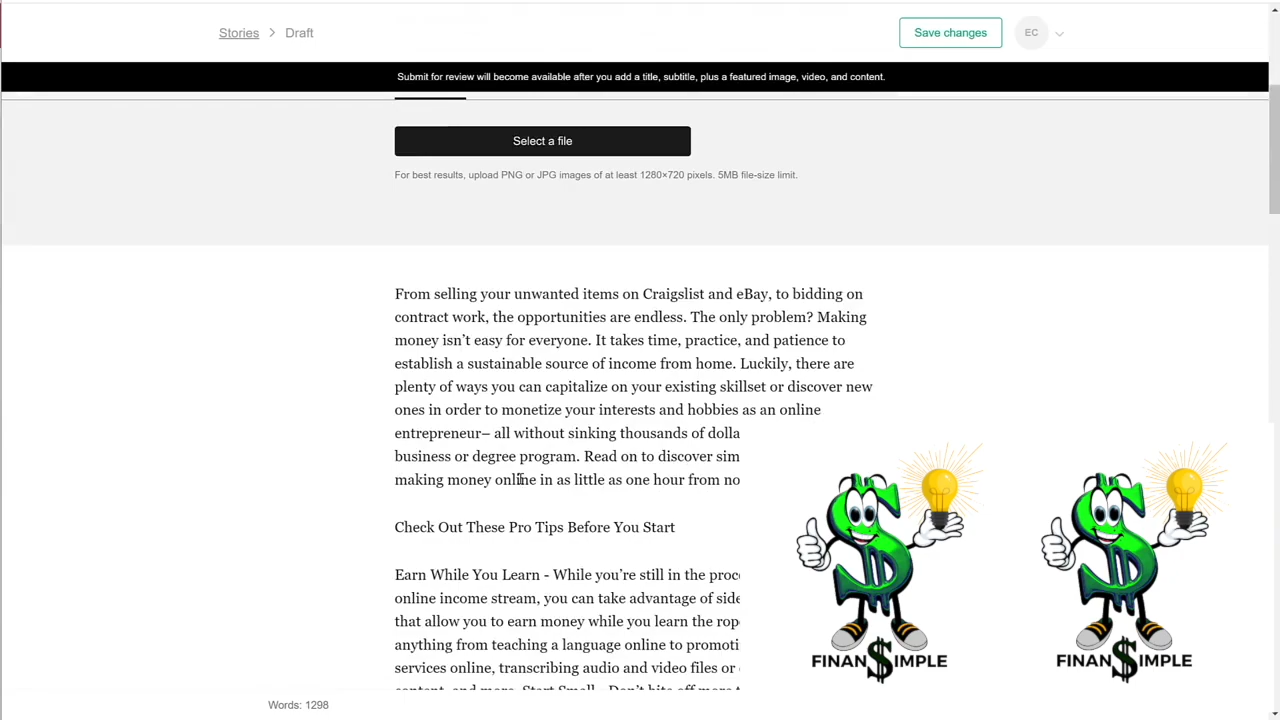 Stories > Draft
Save changes
EC
Submit for review will become available after you add a title, subtitle, plus a featured image, video, and content.
Select a file
For best results, upload PNG or JPG images of at least 1280×720 pixels. 5MB file-size limit.
From selling your unwanted items on Craigslist and eBay, to bidding on
contract work, the opportunities are endless. The only problem? Making
money isn’t easy for everyone. It takes time, practice, and patience to
establish a sustainable source of income from home. Luckily, there are
plenty of ways you can capitalize on your existing skillset or discover new
ones in order to monetize your interests and hobbies as an online
entrepreneur– all without sinking thousands of dolla
business or degree program. Read on to discover sim
making money online in as little as one hour from no
Check Out These Pro Tips Before You Start
Earn While You Learn - While you’re still in the proc
online income stream, you can take advantage of side
that allow you to earn money while you learn the rop
anything from teaching a language online to promoti
services online, transcribing audio and video files or
content, and more. Start Small - Don’t bite off more t
FINAN$IMPLE
FINAN$IMPLE
Words: 1298